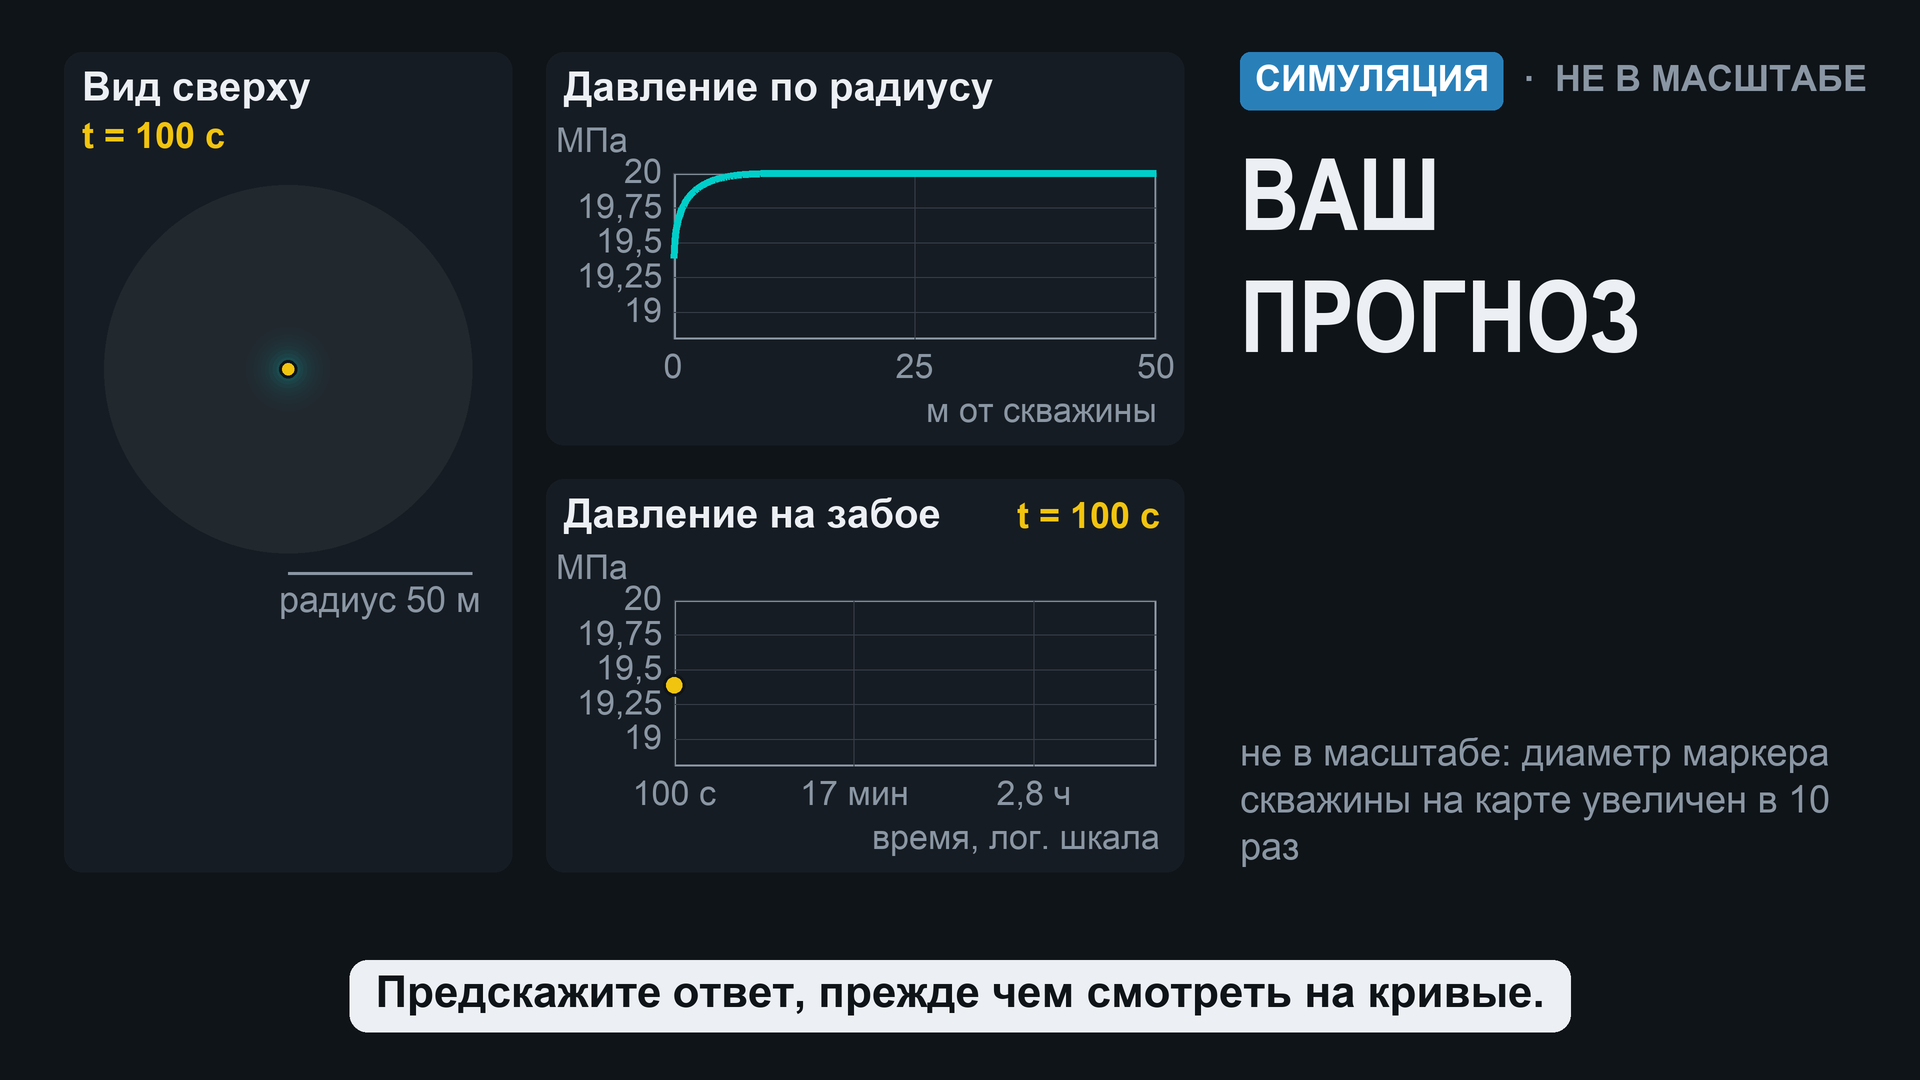 Вид сверху
t = 100 с
радиус 50 м
Давление по радиусу
МПа
20
19,75
19,5
19,25
19
0 25 50
м от скважины
Давление на забое t = 100 с
МПа
20
19,75
19,5
19,25
19
100 с 17 мин 2,8 ч
время, лог. шкала
СИМУЛЯЦИЯ · НЕ В МАСШТАБЕ
ВАШ
ПРОГНОЗ
не в масштабе: диаметр маркера
скважины на карте увеличен в 10
раз
Предскажите ответ, прежде чем смотреть на кривые.